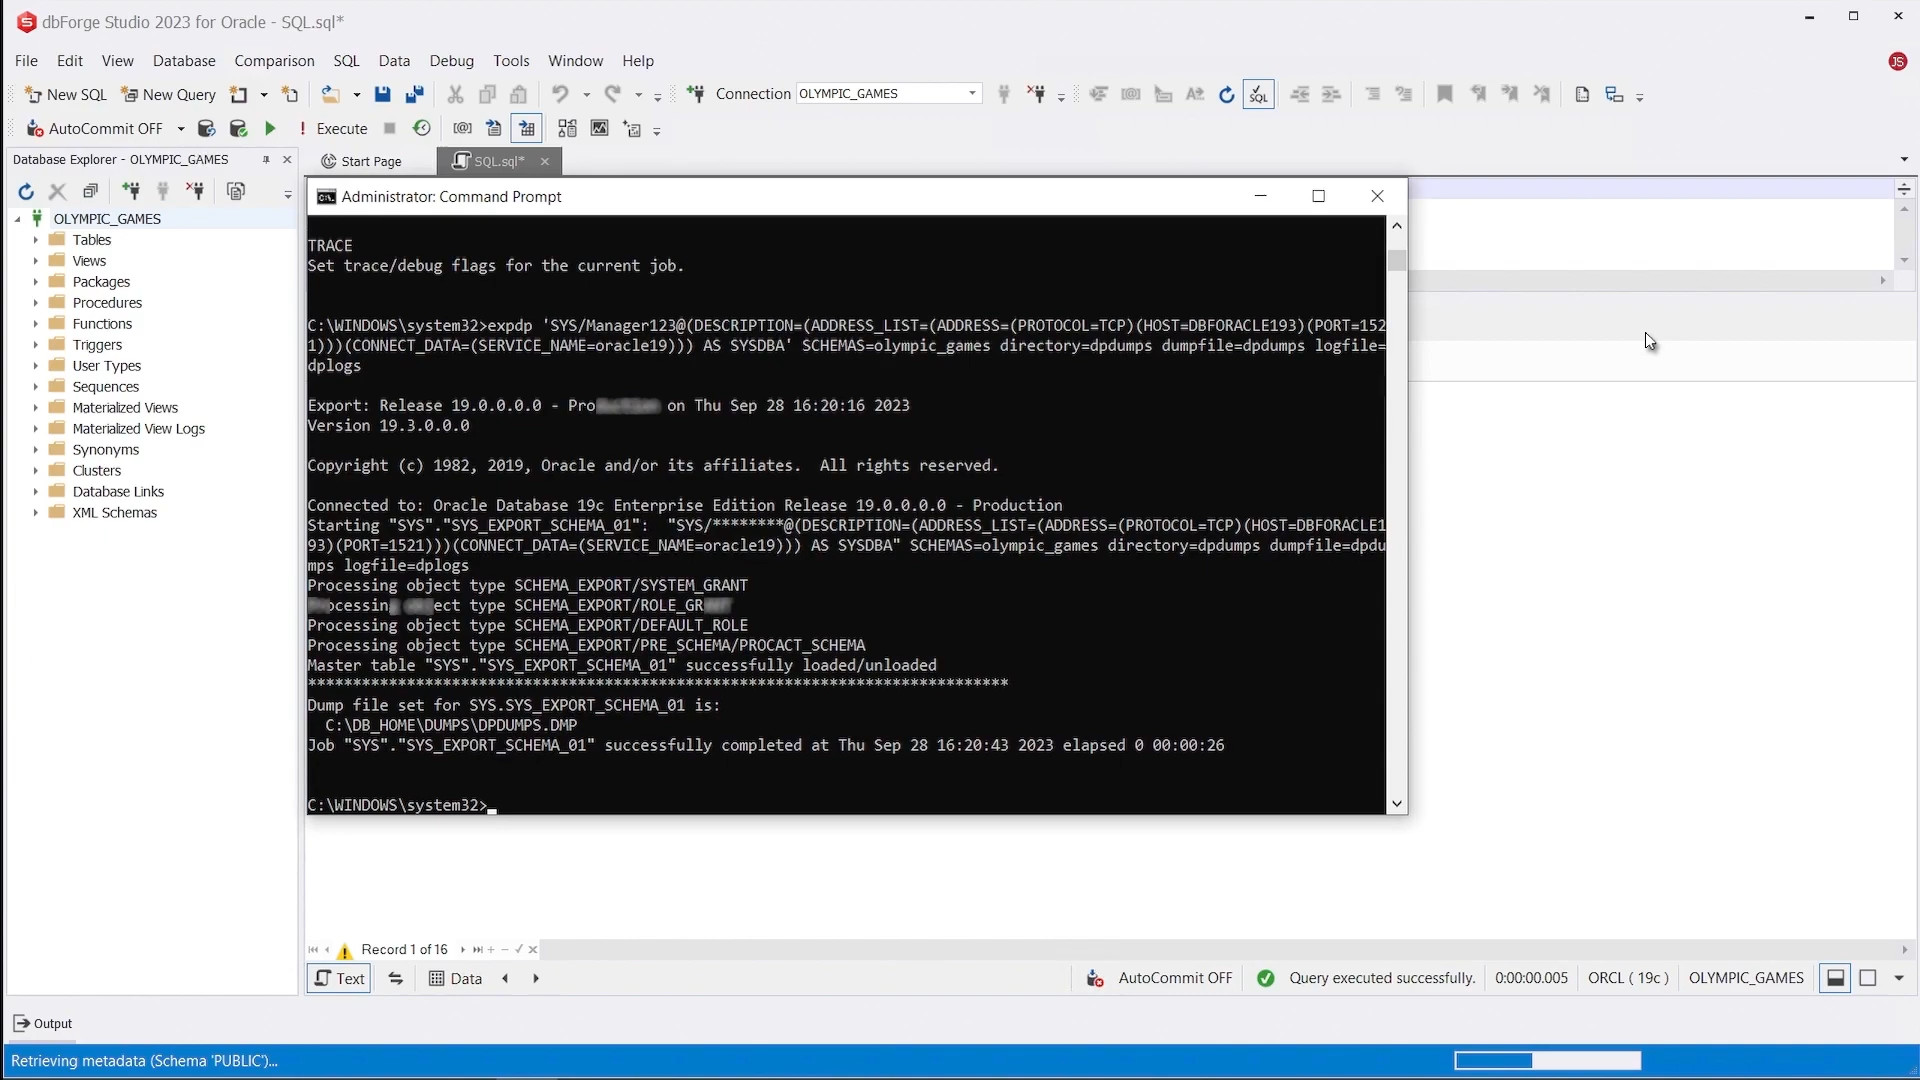 dbForge Studio 2023 for Oracle - SQL.sql*
File Edit View Database Comparison SQL Data Debug Tools Window Help
JS
New SQL New Query Connection OLYMPIC_GAMES
AutoCommit OFF Execute
Database Explorer - OLYMPIC_GAMES
Start Page SQL.sql*
OLYMPIC_GAMES
Tables
Views
Packages
Procedures
Functions
Triggers
User Types
Sequences
Materialized Views
Materialized View Logs
Synonyms
Clusters
Database Links
XML Schemas
Administrator: Command Prompt
TRACE
Set trace/debug flags for the current job.
C:\WINDOWS\system32>expdp 'SYS/Manager123@(DESCRIPTION=(ADDRESS_LIST=(ADDRESS=(PROTOCOL=TCP)(HOST=DBFORACLE193)(PORT=152
1)))(CONNECT_DATA=(SERVICE_NAME=oracle19))) AS SYSDBA' SCHEMAS=olympic_games directory=dpdumps dumpfile=dpdumps logfile=
dplogs
Export: Release 19.0.0.0.0 - on Thu Sep 28 16:20:16 2023
Version 19.3.0.0.0
Copyright (c) 1982, 2019, Oracle and/or its affiliates.  All rights reserved.
Connected to: Oracle Database 19c Enterprise Edition Release 19.0.0.0.0 - Production
Starting "SYS"."SYS_EXPORT_SCHEMA_01":  "SYS/********@(DESCRIPTION=(ADDRESS_LIST=(ADDRESS=(PROTOCOL=TCP)(HOST=DBFORACLE1
93)(PORT=1521)))(CONNECT_DATA=(SERVICE_NAME=oracle19))) AS SYSDBA" SCHEMAS=olympic_games directory=dpdumps dumpfile=dpdu
mps logfile=dplogs
Processing object type SCHEMA_EXPORT/SYSTEM_GRANT
type
Processing object type SCHEMA_EXPORT/DEFAULT_ROLE
Processing object type SCHEMA_EXPORT/PRE_SCHEMA/PROCACT_SCHEMA
Master table "SYS"."SYS_EXPORT_SCHEMA_01" successfully loaded/unloaded
******************************************************************************
Dump file set for SYS.SYS_EXPORT_SCHEMA_01 is:
C:\DB_HOME\DUMPS\DPDUMPS.DMP
Job "SYS"."SYS_EXPORT_SCHEMA_01" successfully completed at Thu Sep 28 16:20:43 2023 elapsed 0 00:00:26
C:\WINDOWS\system32>
Record 1 of 16
Text Data AutoCommit OFF Query executed successfully. 0:00:00.005 ORCL ( 19c ) OLYMPIC_GAMES
Output
Retrieving metadata (Schema 'PUBLIC')...